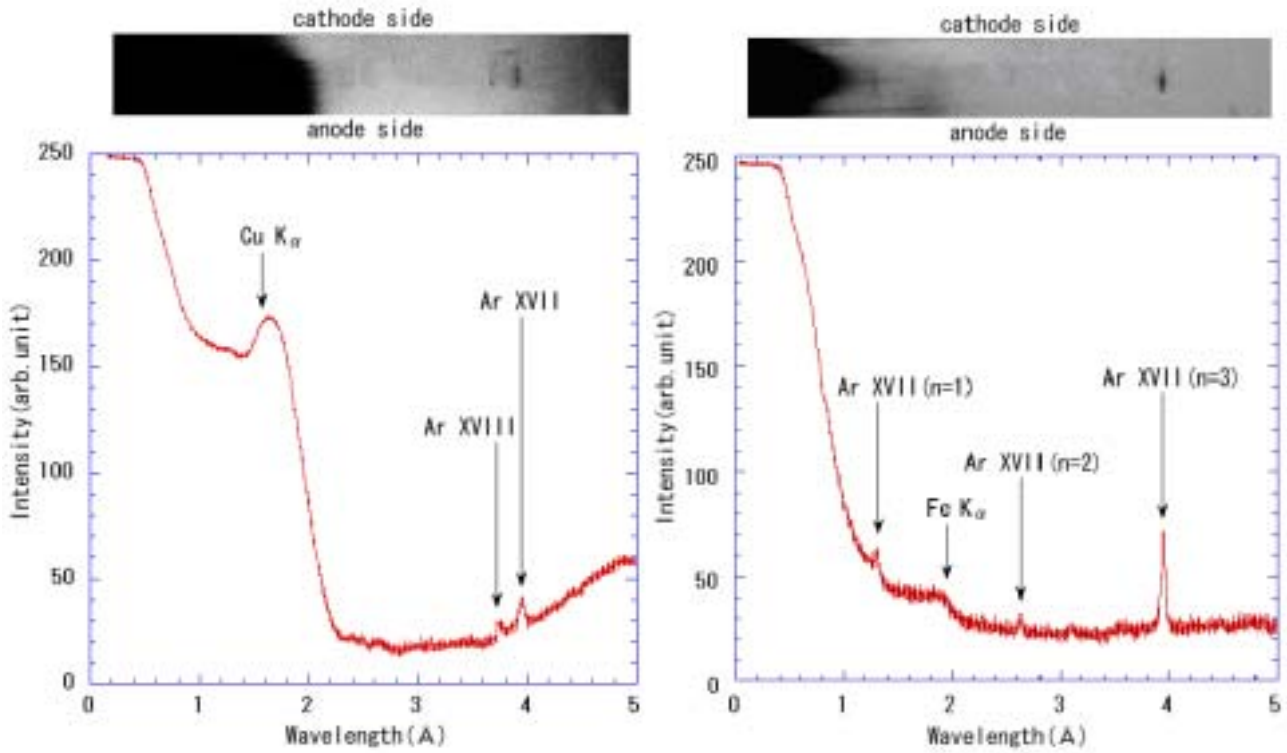 cathode side
anode side
250
200
150
100
50
0
Intensity(arb.unit)
Cu Kα
Ar XVII
Ar XVIII
0 1 2 3 4 5
Wavelength(Å)
cathode side
anode side
250
200
150
100
50
0
Intensity(arb.unit)
Ar XVII(n=3)
Ar XVII(n=1)
Ar XVII(n=2)
Fe Kα
0 1 2 3 4 5
Wavelength(Å)